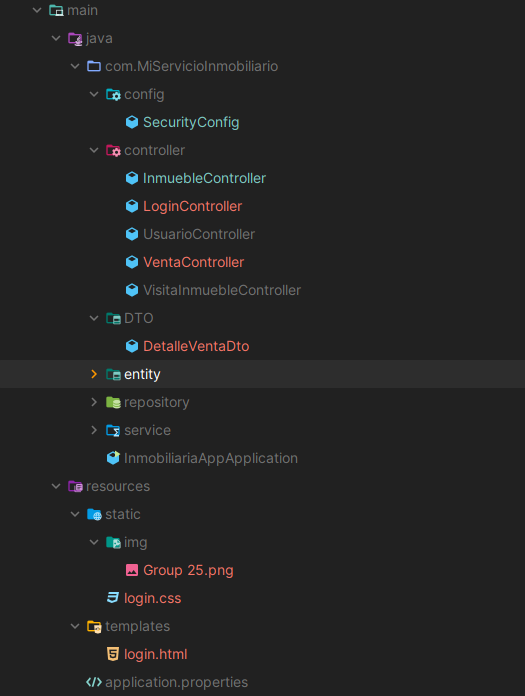 main
java
com.MiServicioInmobiliario
config
SecurityConfig
controller
InmuebleController
LoginController
UsuarioController
VentaController
VisitaInmuebleController
DTO
DetalleVentaDto
entity
repository
service
InmobiliariaAppApplication
resources
static
img
Group 25.png
login.css
templates
login.html
application.properties